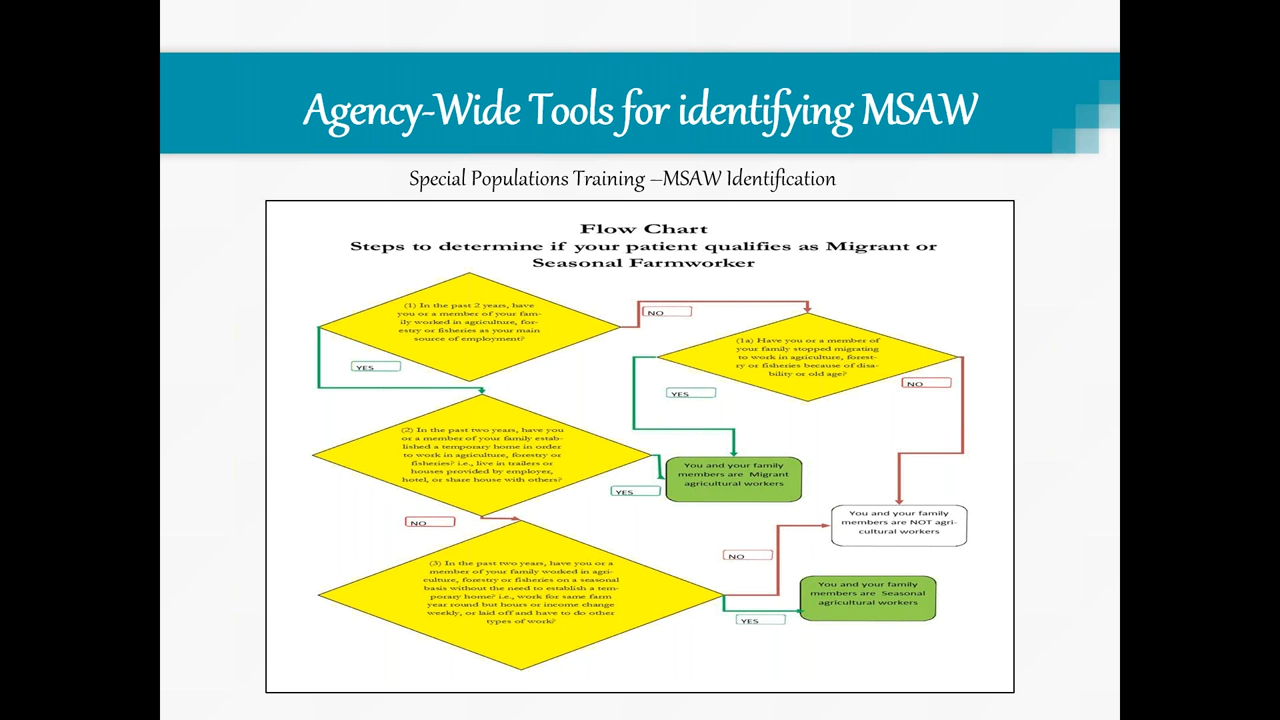 Agency-Wide Tools for identifying MSAW
Special Populations Training –MSAW Identification
Flow Chart
Steps to determine if your patient qualifies as Migrant or
Seasonal Farmworker
(1) In the past 2 years, have
you or a member of your fam-
ily worked in agriculture, for-
estry or fisheries as your main
source of employment?
NO
(1a) Have you or a member of
your family stopped migrating
to work in agriculture, forest-
ry or fisheries because of disa-
bility or old age?
YES
YES
NO
(2) In the past two years, have you
or a member of your family estab-
lished a temporary home in order
to work in agriculture, forestry or
fisheries? i.e., live in trailers or
houses provided by employer,
hotel, or share house with others?
YES
You and your family
members are Migrant
agricultural workers
NO
You and your family
members are NOT agri-
cultural workers
(3) In the past two years, have you or a
member of your family worked in agri-
culture, forestry or fisheries on a seasonal
basis without the need to establish a tem-
porary home? i.e., work for same farm
year round but hours or income change
weekly, or laid off and have to do other
types of work?
NO
YES
You and your family
members are Seasonal
agricultural workers